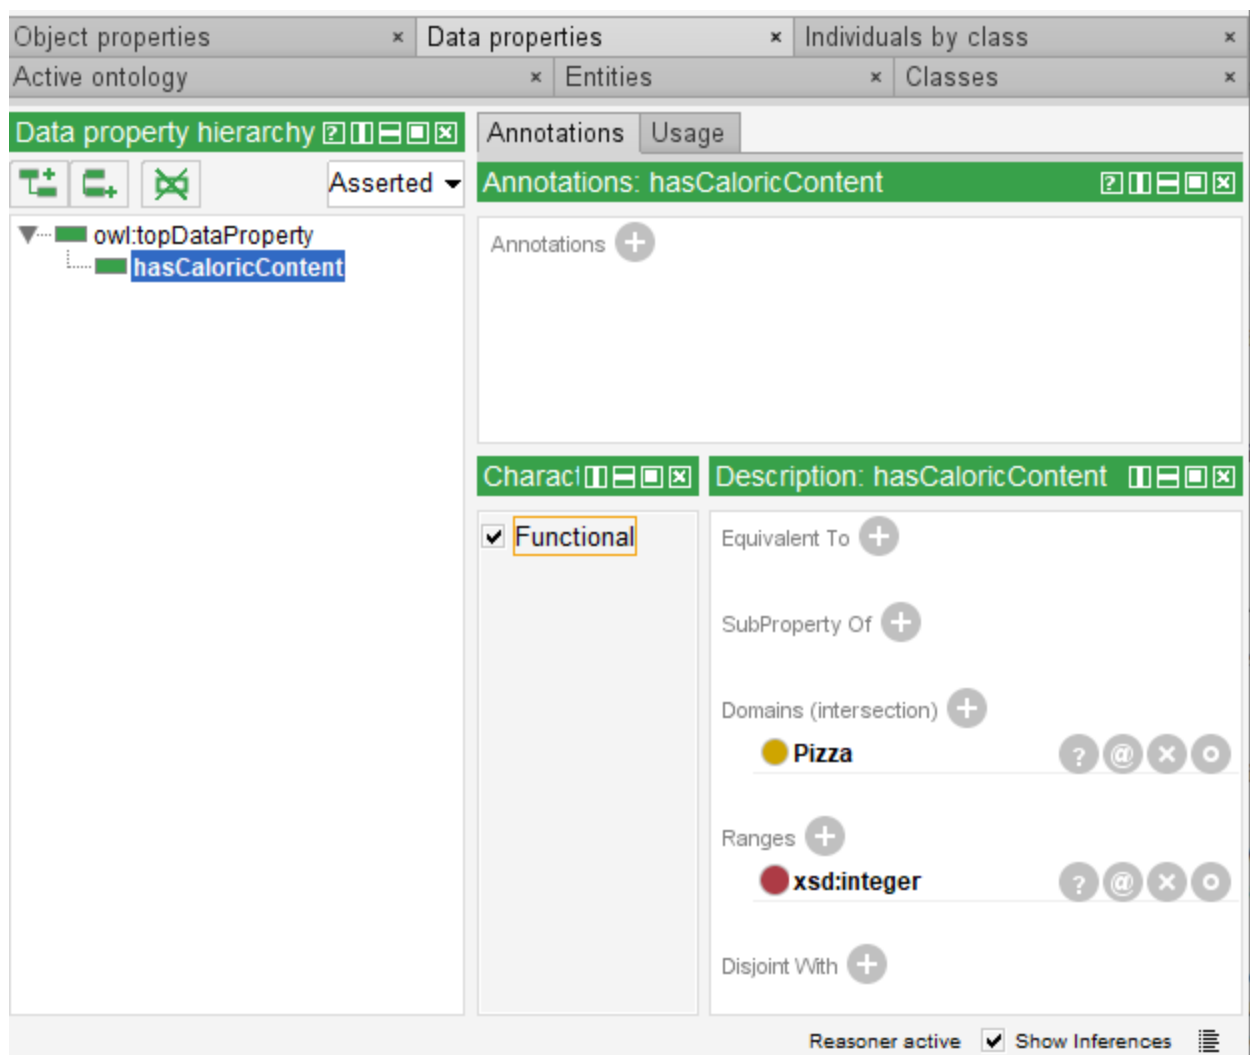 Object properties × Data properties × Individuals by class ×
Active ontology × Entities × Classes ×
Data property hierarchy
Asserted
owl:topDataProperty
hasCaloricContent
Annotations Usage
Annotations: hasCaloricContent
Annotations
Charact
Functional
Description: hasCaloricContent
Equivalent To
SubProperty Of
Domains (intersection)
Pizza
Ranges
xsd:integer
Disjoint With
Reasoner active Show Inferences